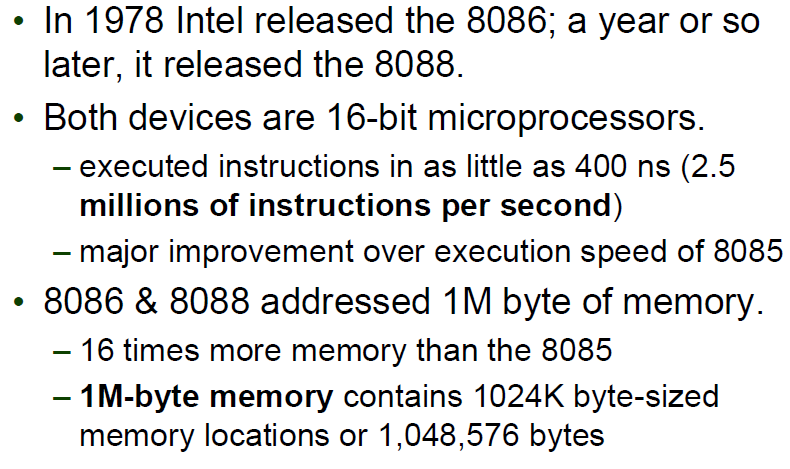 • In 1978 Intel released the 8086; a year or so
later, it released the 8088.
• Both devices are 16-bit microprocessors.
– executed instructions in as little as 400 ns (2.5
millions of instructions per second)
– major improvement over execution speed of 8085
• 8086 & 8088 addressed 1M byte of memory.
– 16 times more memory than the 8085
– 1M-byte memory contains 1024K byte-sized
memory locations or 1,048,576 bytes